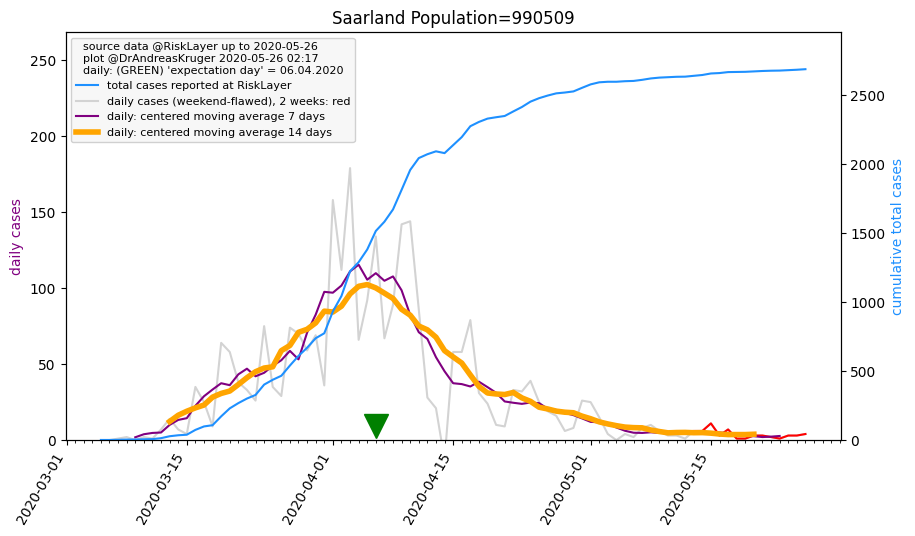 Saarland Population=990509
source data @RiskLayer up to 2020-05-26
plot @DrAndreasKruger 2020-05-26 02:17
daily: (GREEN) 'expectation day' = 06.04.2020
total cases reported at RiskLayer
daily cases (weekend-flawed), 2 weeks: red
daily: centered moving average 7 days
daily: centered moving average 14 days
daily cases
250
200
150
100
50
0
cumulative total cases
2500
2000
1500
1000
500
0
2020-03-01
2020-03-15
2020-04-01
2020-04-15
2020-05-01
2020-05-15